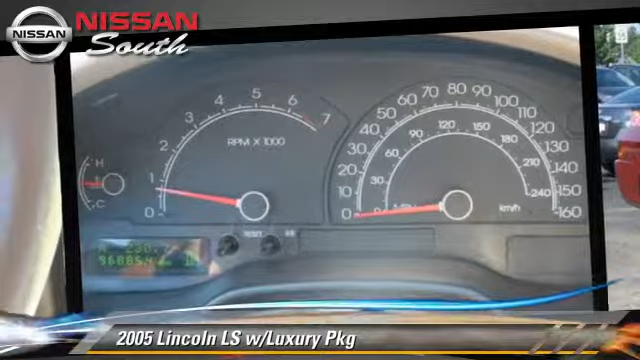 NISSAN
NISSAN
South
H
C
0 1 2 3 4 5 6 7
RPM X 1000
0 10 20 30 40 50 60 70 80 90 100 110 120 130 140 150 160
30 60 90 120 150 180 210 240
km/h
RESET
2005 Lincoln LS w/Luxury Pkg